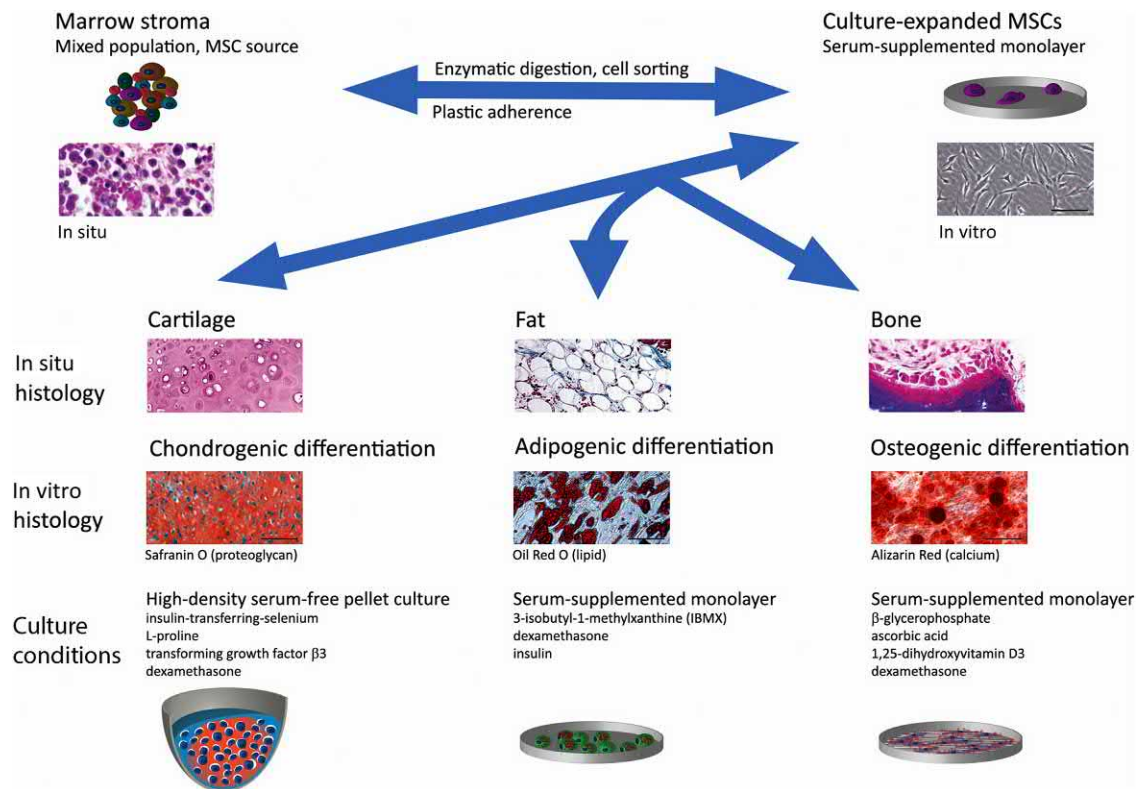 Marrow stroma
Mixed population, MSC source
Culture-expanded MSCs
Serum-supplemented monolayer
Enzymatic digestion, cell sorting
Plastic adherence
In situ
In vitro
Cartilage
Fat
Bone
In situ
histology
Chondrogenic differentiation
Adipogenic differentiation
Osteogenic differentiation
In vitro
histology
Safranin O (proteoglycan)
Oil Red O (lipid)
Alizarin Red (calcium)
Culture
conditions
High-density serum-free pellet culture
insulin-transferring-selenium
L-proline
transforming growth factor β3
dexamethasone
Serum-supplemented monolayer
3-isobutyl-1-methylxanthine (IBMX)
dexamethasone
insulin
Serum-supplemented monolayer
β-glycerophosphate
ascorbic acid
1,25-dihydroxyvitamin D3
dexamethasone